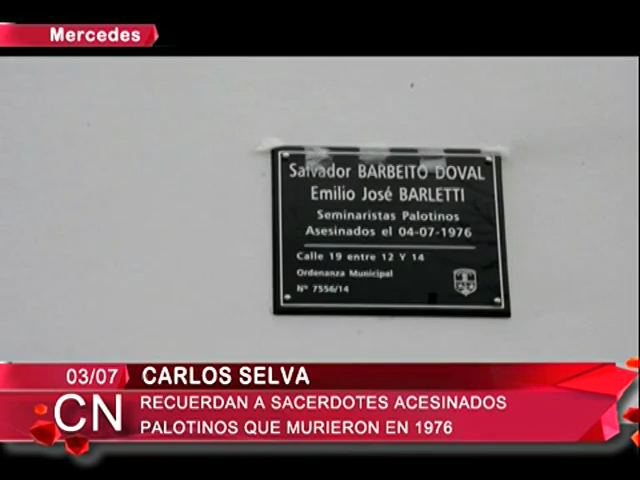 Mercedes
Salvador BARBEITO DOVAL
Emilio José BARLETTI
Seminaristas Palotinos
Asesinados el 04-07-1976
Calle 19 entre 12 Y 14
Ordenanza Municipal
Nº 7556/14
03/07 CARLOS SELVA
CN RECUERDAN A SACERDOTES ACESINADOS
PALOTINOS QUE MURIERON EN 1976